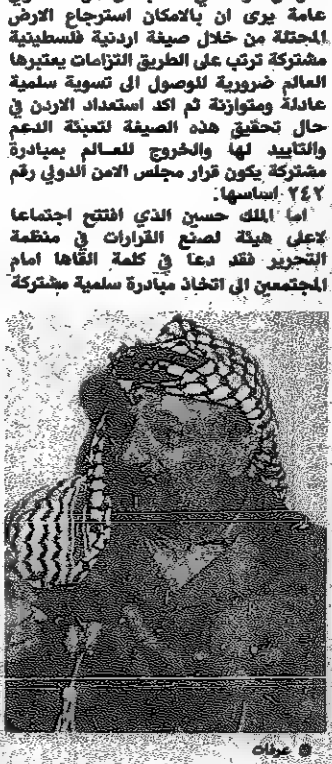 عامة يرى ان بالامكان استرجاع الارض
المحتلة من خلال صيغة اردنية فلسطينية
مشتركة ترتب على الطريق التزامات يعتبرها
العالم ضرورية للوصول الى تسوية سلمية
عادلة ومتوازنة ثم اكد استعداد الاردن في
حال تحقيق هذه الصيغة لتعبئة الدعم
والتاييد لها والخروج للعـالم بمبادرة
مشتركة يكون قرار مجلس الامن الدولي رقم
٢٤٢ اساسها.
اما الملك حسين الذي افتتح اجتماعا
لاعلى هيئة لصنع القرارات في منظمة
التحرير فقد دعا في كلمة القاها امام
المجتمعين الى اتخاذ مبادرة سلمية مشتركة
عرفات